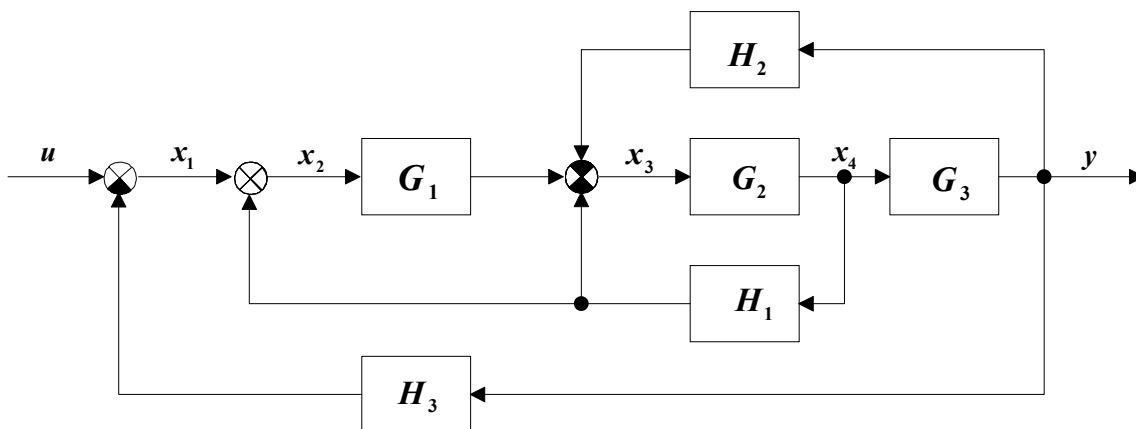 H₂
u
x₁
x₂
G₁
x₃
G₂
x₄
G₃
y
H₁
H₃